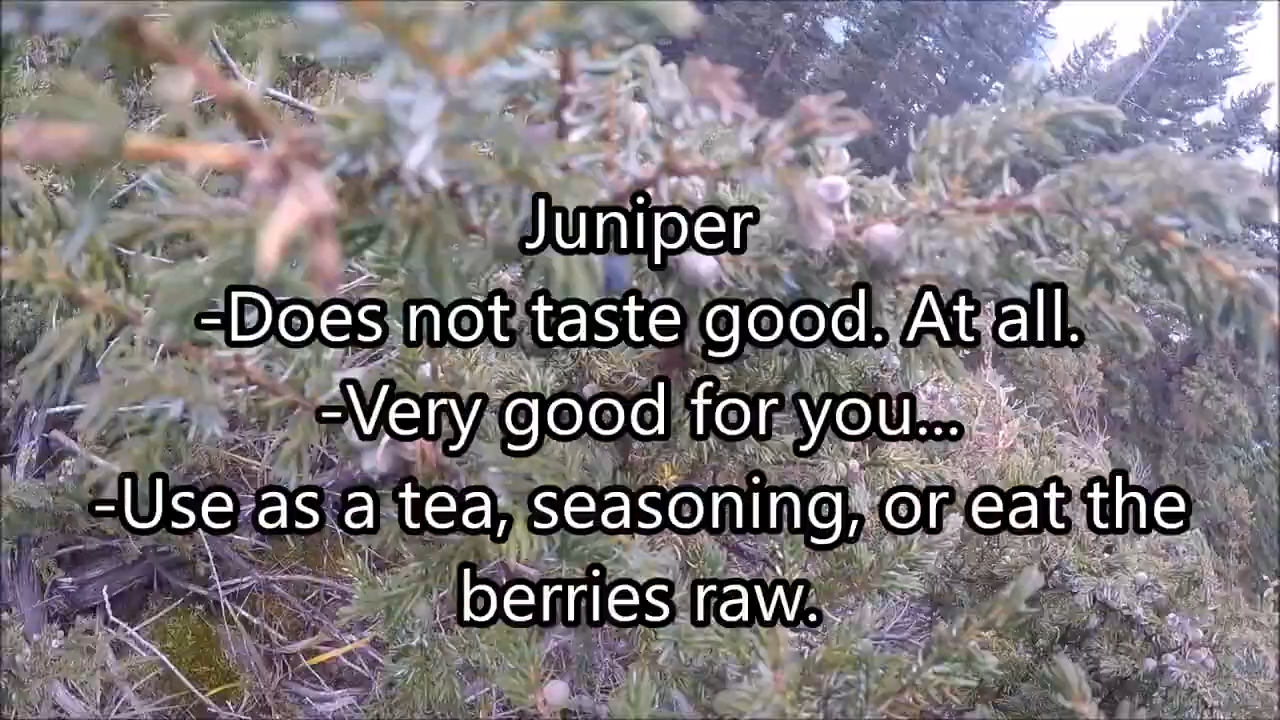 Juniper
-Does not taste good. At all.
-Very good for you...
-Use as a tea, seasoning, or eat the
berries raw.